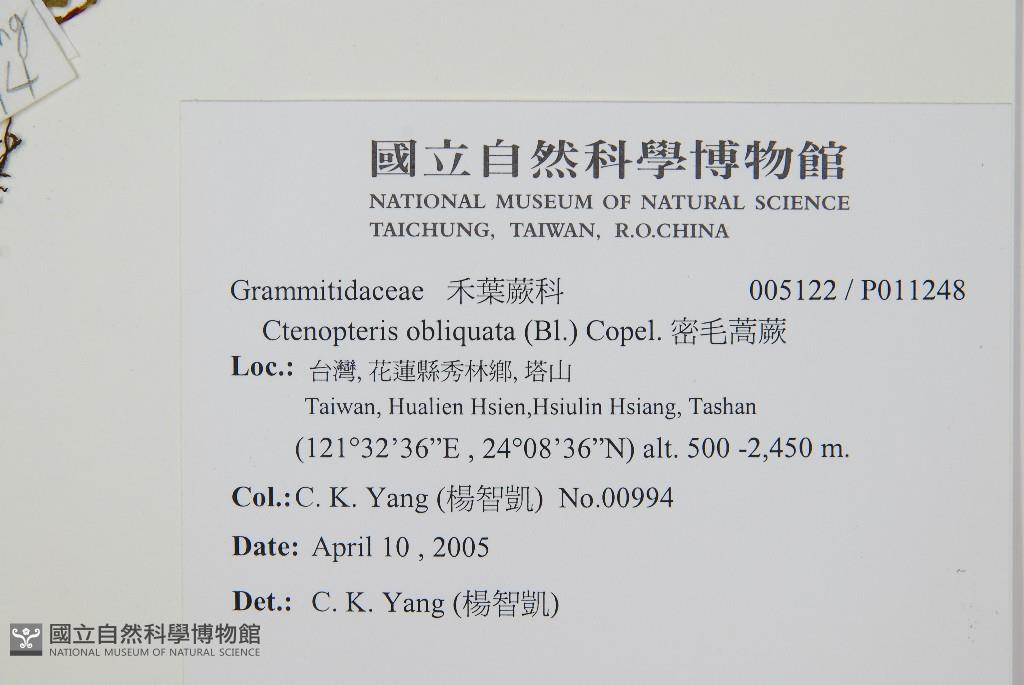 ng
14
國立自然科學博物館
NATIONAL MUSEUM OF NATURAL SCIENCE
TAICHUNG, TAIWAN, R.O.CHINA
Grammitidaceae 禾葉蕨科 005122 / P011248
Ctenopteris obliquata (Bl.) Copel. 密毛蒿蕨
Loc.: 台灣, 花蓮縣秀林鄉, 塔山
Taiwan, Hualien Hsien,Hsiulin Hsiang, Tashan
(121°32’36”E , 24°08’36”N) alt. 500 -2,450 m.
Col.:C. K. Yang (楊智凱) No.00994
Date: April 10 , 2005
Det.: C. K. Yang (楊智凱)
國立自然科學博物館
NATIONAL MUSEUM OF NATURAL SCIENCE